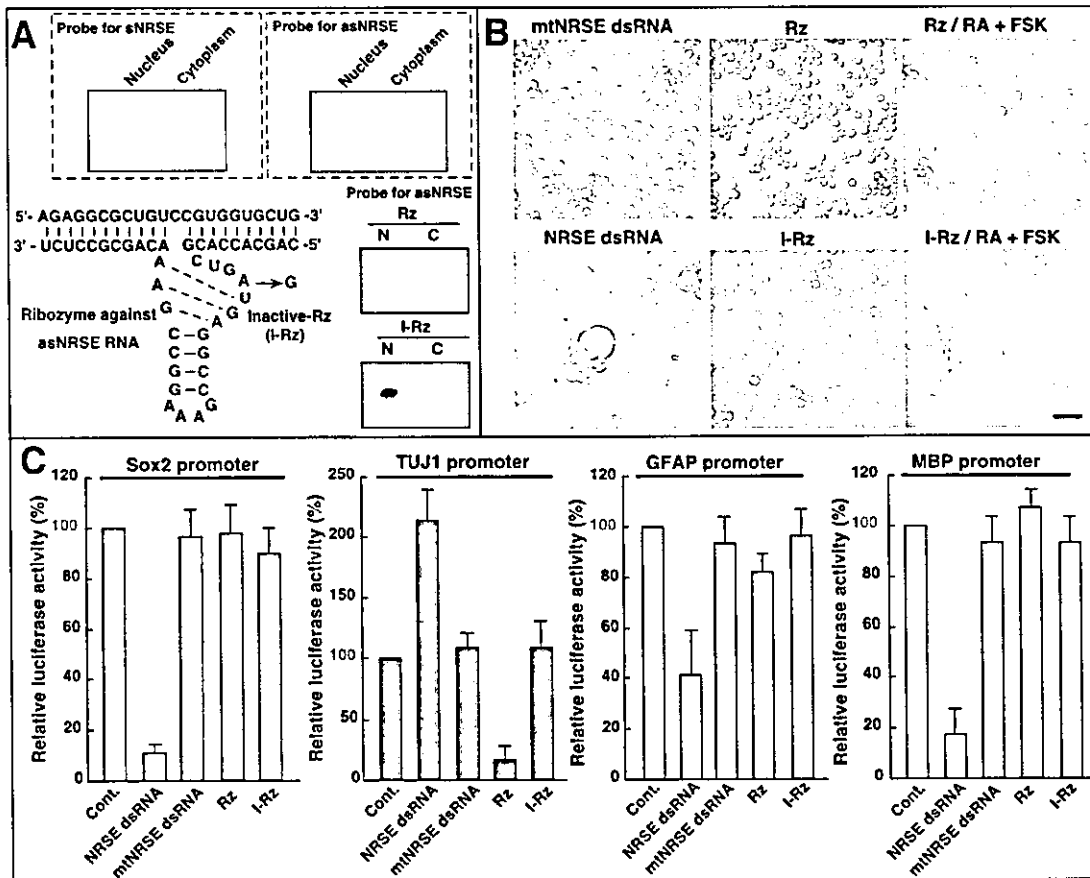 A
Probe for sNRSE
Nucleus
Cytoplasm
Probe for asNRSE
Nucleus
Cytoplasm
5'- AGAGGCGCUGUCCGUGGUGCUG -3'
3'- UCUCCGCGACA GCACCACGAC -5'
A C U G A → G
A U
G G
A
Ribozyme against
asNRSE RNA
Inactive-Rz
(I-Rz)
C – G
C – G
G – C
G – C
A G
A A A
Probe for asNRSE
Rz
N C
I-Rz
N C
B
mtNRSE dsRNA
Rz
Rz / RA + FSK
NRSE dsRNA
I-Rz
I-Rz / RA + FSK
C
Sox2 promoter
Relative luciferase activity (%)
120
100
80
60
40
20
0
Cont.
NRSE dsRNA
mtNRSE dsRNA
Rz
I-Rz
TUJ1 promoter
Relative luciferase activity (%)
250
200
150
100
50
0
Cont.
NRSE dsRNA
mtNRSE dsRNA
Rz
I-Rz
GFAP promoter
Relative luciferase activity (%)
120
100
80
60
40
20
0
Cont.
NRSE dsRNA
mtNRSE dsRNA
Rz
I-Rz
MBP promoter
Relative luciferase activity (%)
120
100
80
60
40
20
0
Cont.
NRSE dsRNA
mtNRSE dsRNA
Rz
I-Rz